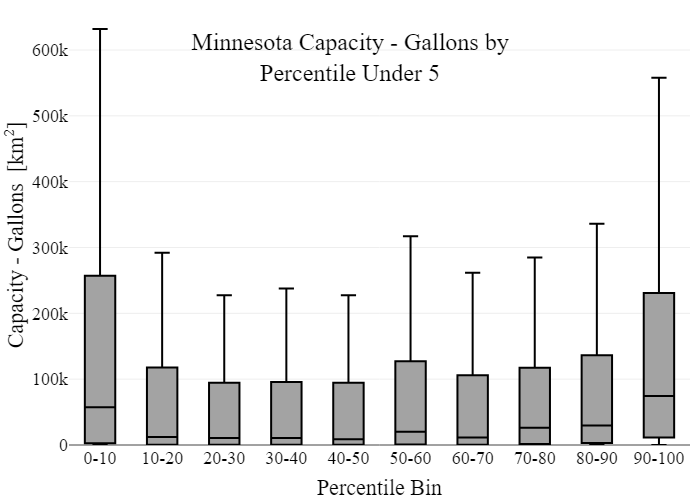 Minnesota Capacity - Gallons by
Percentile Under 5
Capacity - Gallons [km²]
600k
500k
400k
300k
200k
100k
0
0-10 10-20 20-30 30-40 40-50 50-60 60-70 70-80 80-90 90-100
Percentile Bin